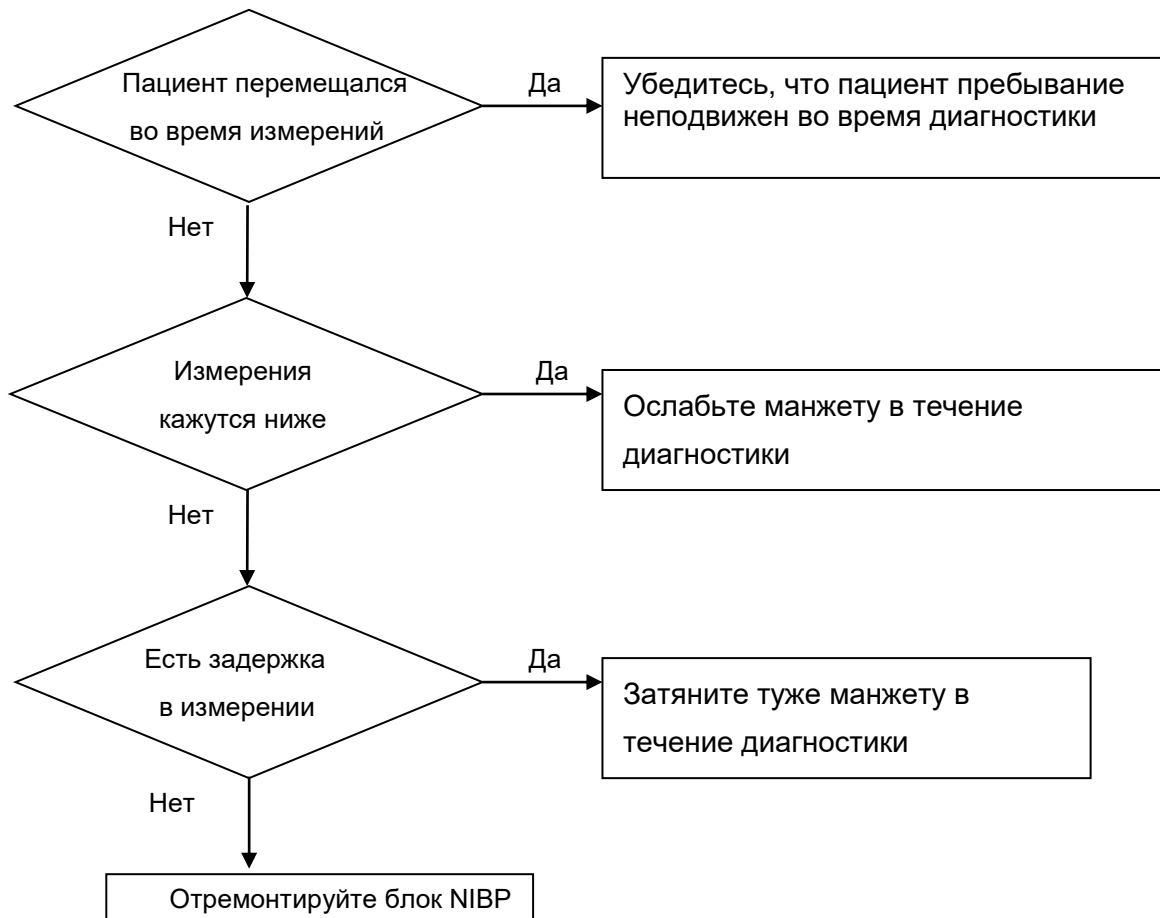 Пациент перемещался
во время измерений
Да
Убедитесь, что пациент пребывание
неподвижен во время диагностики
Нет
Измерения
кажутся ниже
Да
Ослабьте манжету в течение
диагностики
Нет
Есть задержка
в измерении
Да
Затяните туже манжету в
течение диагностики
Нет
Отремонтируйте блок NIBP